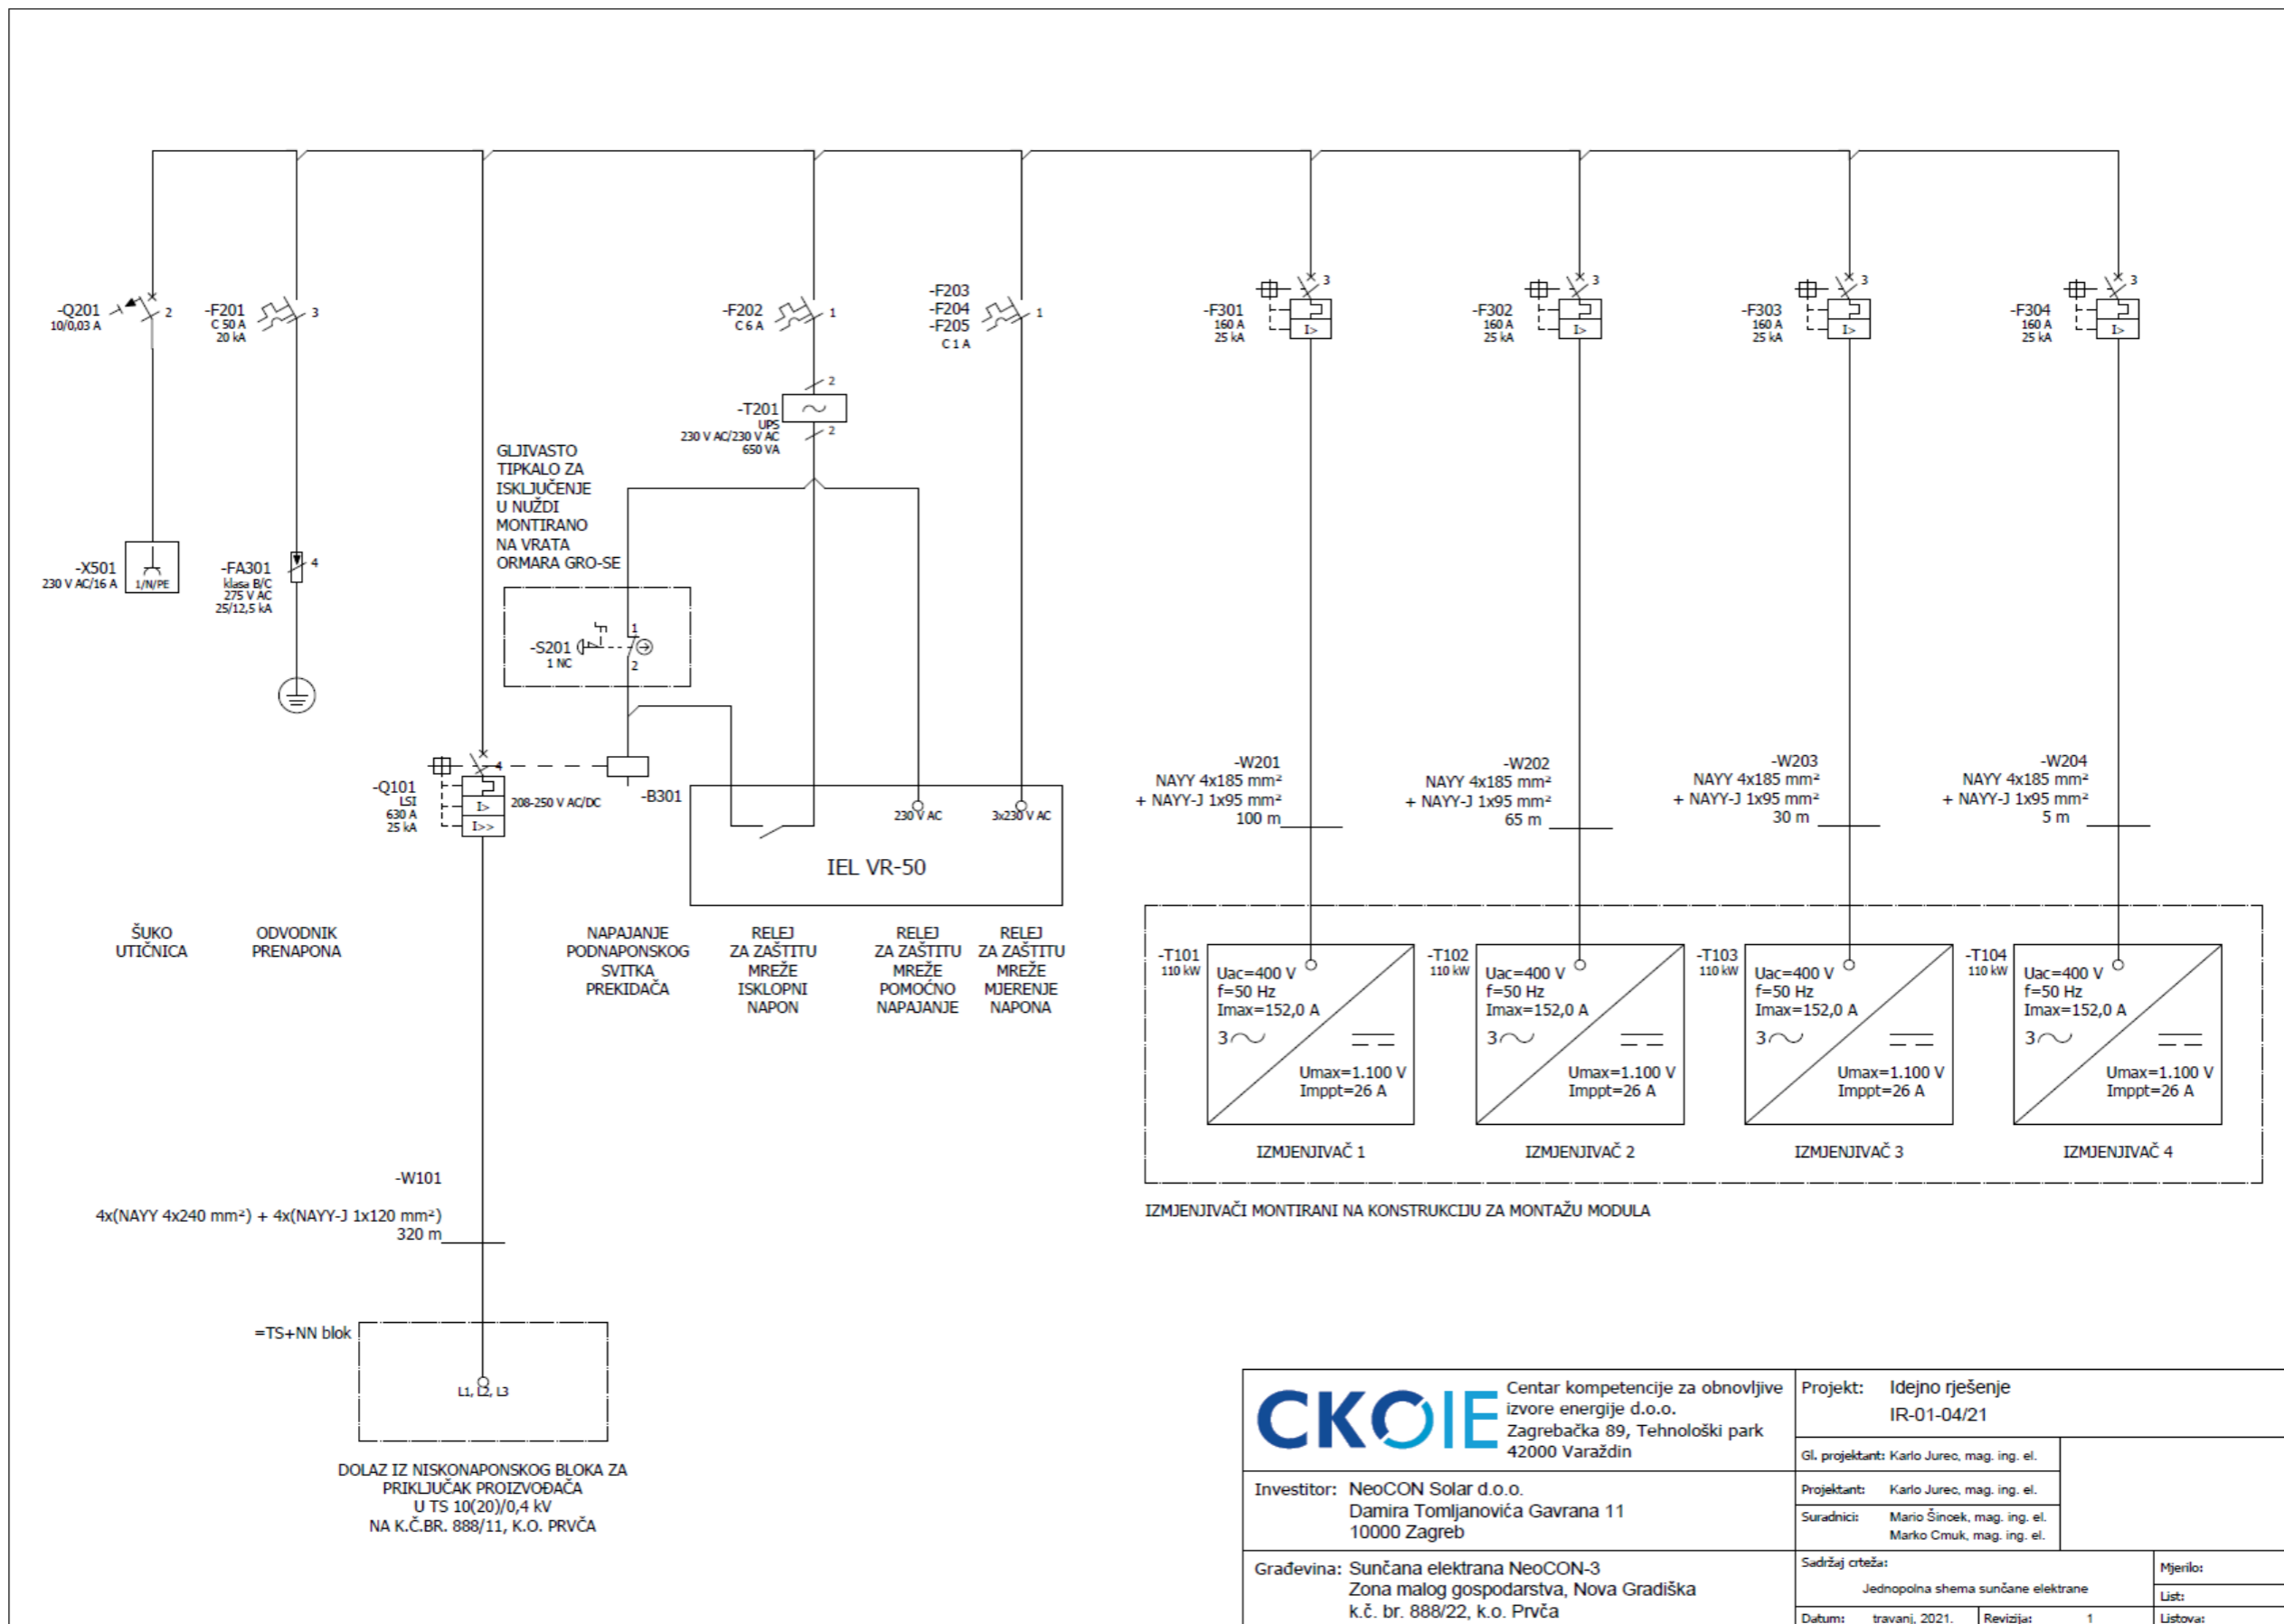 -Q201
10/0,03 A
2
-F201
C 50 A
20 kA
3
-F202
C 6 A
1
-F203
-F204
-F205
C 1 A
1
-F301
160 A
25 kA
3
I>
-F302
160 A
25 kA
3
I>
-F303
160 A
25 kA
3
I>
-F304
160 A
25 kA
3
I>
2
-T201
UPS
230 V AC/230 V AC
650 VA
2
GLJIVASTO
TIPKALO ZA
ISKLJUČENJE
U NUŽDI
MONTIRANO
NA VRATA
ORMARA GRO-SE
-X501
230 V AC/16 A
1/N/PE
-FA301
klasa B/C
275 V AC
25/12,5 kA
4
-S201
1 NC
1
2
-Q101
LSI
630 A
25 kA
4
I>
I>>
208-250 V AC/DC
-B301
230 V AC
3x230 V AC
IEL VR-50
-W201
NAYY 4x185 mm²
+ NAYY-J 1x95 mm²
100 m
-W202
NAYY 4x185 mm²
+ NAYY-J 1x95 mm²
65 m
-W203
NAYY 4x185 mm²
+ NAYY-J 1x95 mm²
30 m
-W204
NAYY 4x185 mm²
+ NAYY-J 1x95 mm²
5 m
ŠUKO
UTIČNICA
ODVODNIK
PRENAPONA
NAPAJANJE
PODNAPONSKOG
SVITKA
PREKIDAČA
RELEJ
ZA ZAŠTITU
MREŽE
ISKLOPNI
NAPON
RELEJ
ZA ZAŠTITU
MREŽE
POMOĆNO
NAPAJANJE
RELEJ
ZA ZAŠTITU
MREŽE
MJERENJE
NAPONA
-T101
110 kW
Uac=400 V
f=50 Hz
Imax=152,0 A
3
Umax=1.100 V
Imppt=26 A
IZMJENJIVAČ 1
-T102
110 kW
Uac=400 V
f=50 Hz
Imax=152,0 A
3
Umax=1.100 V
Imppt=26 A
IZMJENJIVAČ 2
-T103
110 kW
Uac=400 V
f=50 Hz
Imax=152,0 A
3
Umax=1.100 V
Imppt=26 A
IZMJENJIVAČ 3
-T104
110 kW
Uac=400 V
f=50 Hz
Imax=152,0 A
3
Umax=1.100 V
Imppt=26 A
IZMJENJIVAČ 4
IZMJENJIVAČI MONTIRANI NA KONSTRUKCIJU ZA MONTAŽU MODULA
-W101
4x(NAYY 4x240 mm²) + 4x(NAYY-J 1x120 mm²)
320 m
=TS+NN blok
L1, L2, L3
DOLAZ IZ NISKONAPONSKOG BLOKA ZA
PRIKLJUČAK PROIZVOĐAČA
U TS 10(20)/0,4 kV
NA K.Č.BR. 888/11, K.O. PRVČA
CKOIE
Centar kompetencije za obnovljive
izvore energije d.o.o.
Zagrebačka 89, Tehnološki park
42000 Varaždin
Projekt: Idejno rješenje
IR-01-04/21
Gl. projektant: Karlo Jurec, mag. ing. el.
Investitor: NeoCON Solar d.o.o.
Damira Tomljanovića Gavrana 11
10000 Zagreb
Projektant: Karlo Jurec, mag. ing. el.
Suradnici: Mario Šincek, mag. ing. el.
Marko Cmuk, mag. ing. el.
Građevina: Sunčana elektrana NeoCON-3
Zona malog gospodarstva, Nova Gradiška
k.č. br. 888/22, k.o. Prvča
Sadržaj crteža:
Jednopolna shema sunčane elektrane
Mjerilo:
List:
Datum: travanj, 2021. Revizija: 1 Listova: